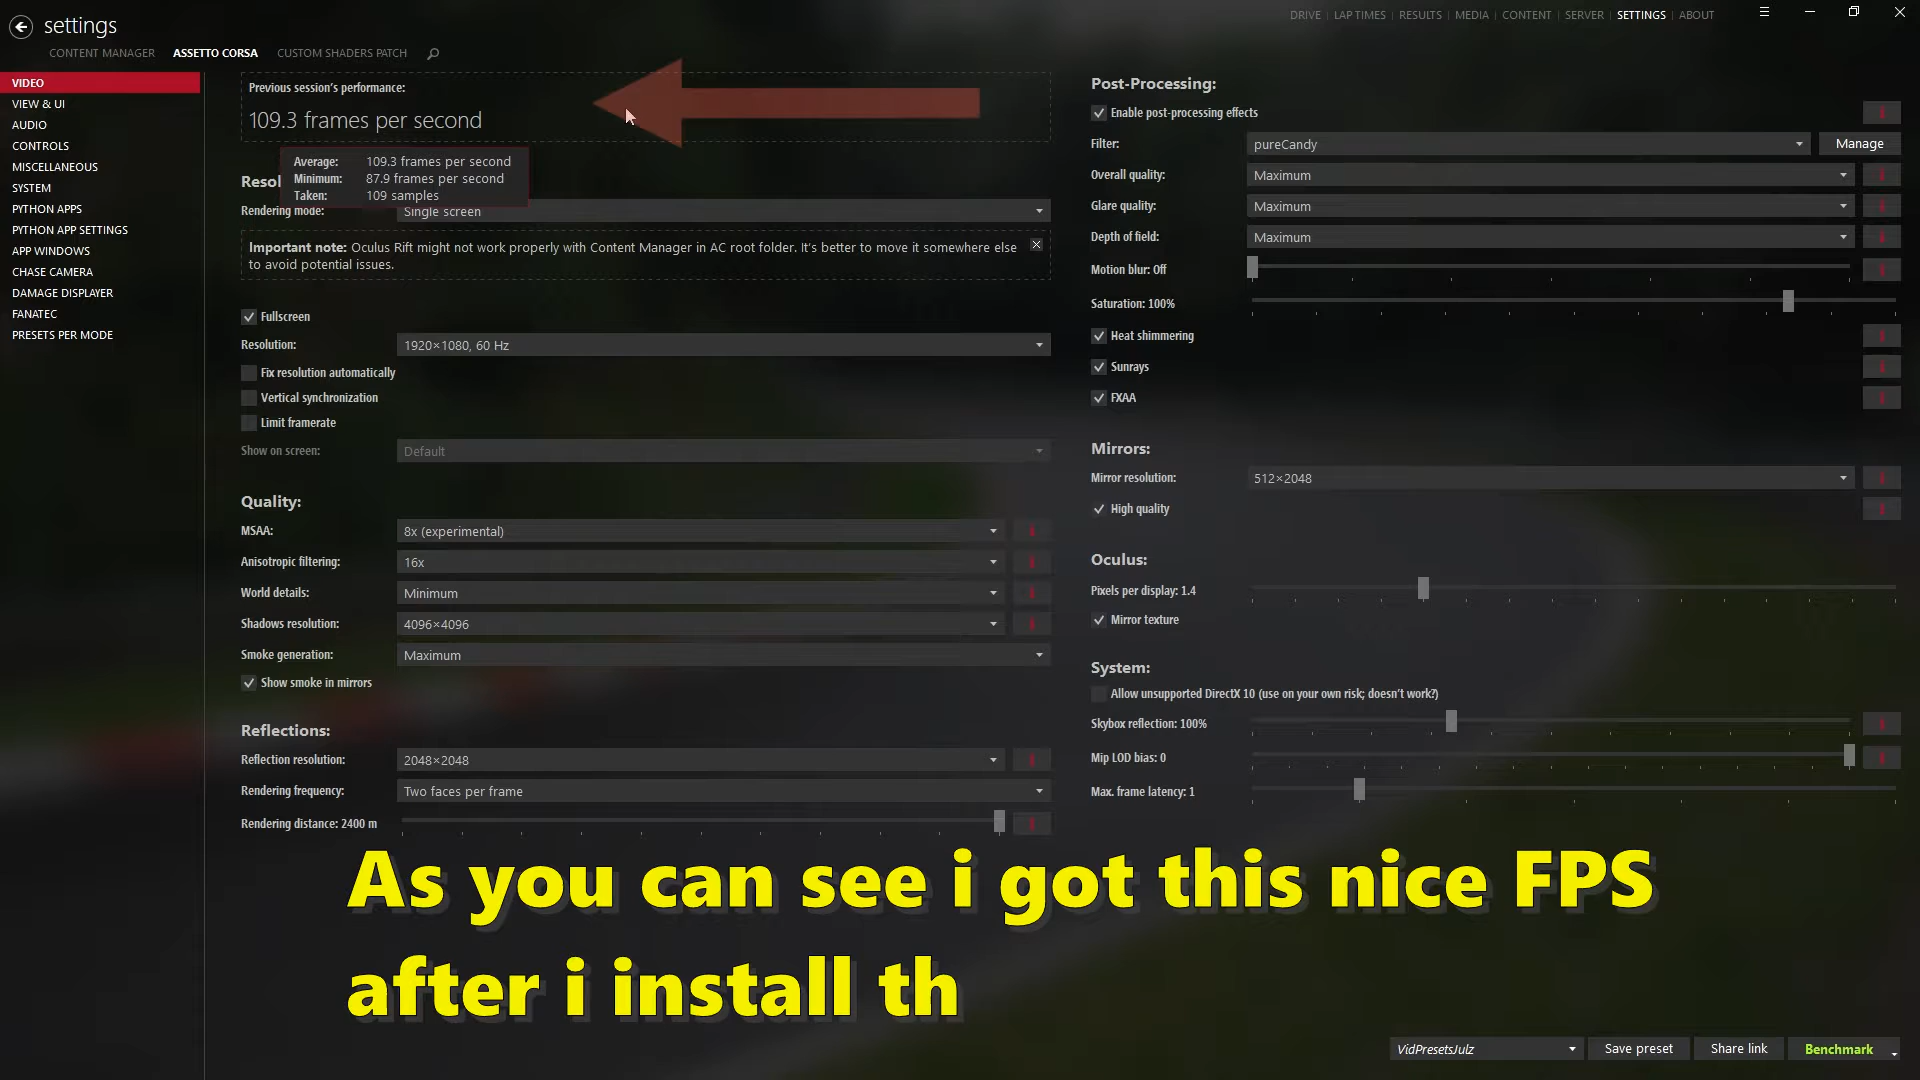 settings
DRIVE | LAP TIMES | RESULTS | MEDIA | CONTENT | SERVER | SETTINGS | ABOUT
CONTENT MANAGER ASSETTO CORSA CUSTOM SHADERS PATCH
VIDEO
VIEW & UI
AUDIO
CONTROLS
MISCELLANEOUS
SYSTEM
PYTHON APPS
PYTHON APP SETTINGS
APP WINDOWS
CHASE CAMERA
DAMAGE DISPLAYER
FANATEC
PRESETS PER MODE
Previous session's performance:
109.3 frames per second
Average: 109.3 frames per second
Minimum: 87.9 frames per second
Taken: 109 samples
Resol
Rendering mode: Single screen
Important note: Oculus Rift might not work properly with Content Manager in AC root folder. It's better to move it somewhere else
to avoid potential issues.
Fullscreen
Resolution: 1920×1080, 60 Hz
Fix resolution automatically
Vertical synchronization
Limit framerate
Show on screen: Default
Quality:
MSAA: 8x (experimental)
Anisotropic filtering: 16x
World details: Minimum
Shadows resolution: 4096×4096
Smoke generation: Maximum
Show smoke in mirrors
Reflections:
Reflection resolution: 2048×2048
Rendering frequency: Two faces per frame
Rendering distance: 2400 m
Post-Processing:
Enable post-processing effects
Filter: pureCandy Manage
Overall quality: Maximum
Glare quality: Maximum
Depth of field: Maximum
Motion blur: Off
Saturation: 100%
Heat shimmering
Sunrays
FXAA
Mirrors:
Mirror resolution: 512×2048
High quality
Oculus:
Pixels per display: 1.4
Mirror texture
System:
Allow unsupported DirectX 10 (use on your own risk; doesn't work?)
Skybox reflection: 100%
Mip LOD bias: 0
Max. frame latency: 1
As you can see i got this nice FPS
after i install th
VidPresetsJulz Save preset Share link Benchmark